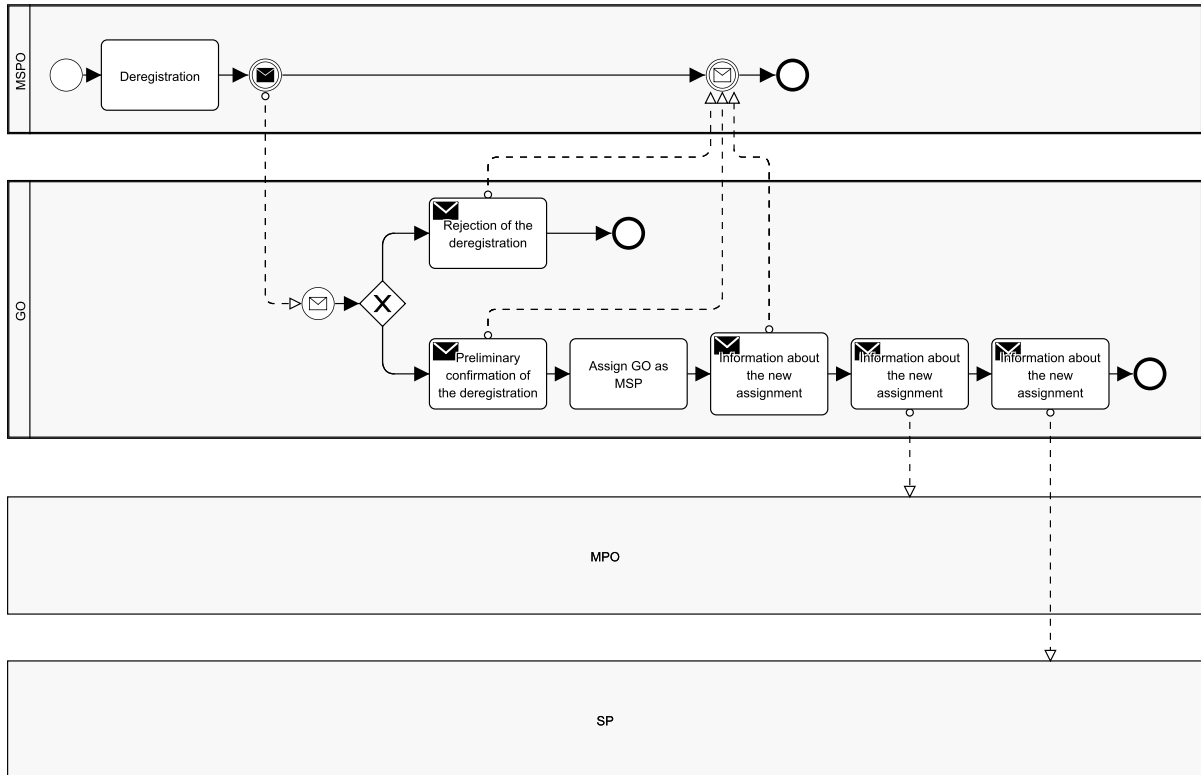 MSPO
Deregistration
GO
Rejection of the
deregistration
X
Preliminary
confirmation of
the deregistration
Assign GO as
MSP
Information about
the new
assignment
Information about
the new
assignment
Information about
the new
assignment
MPO
SP